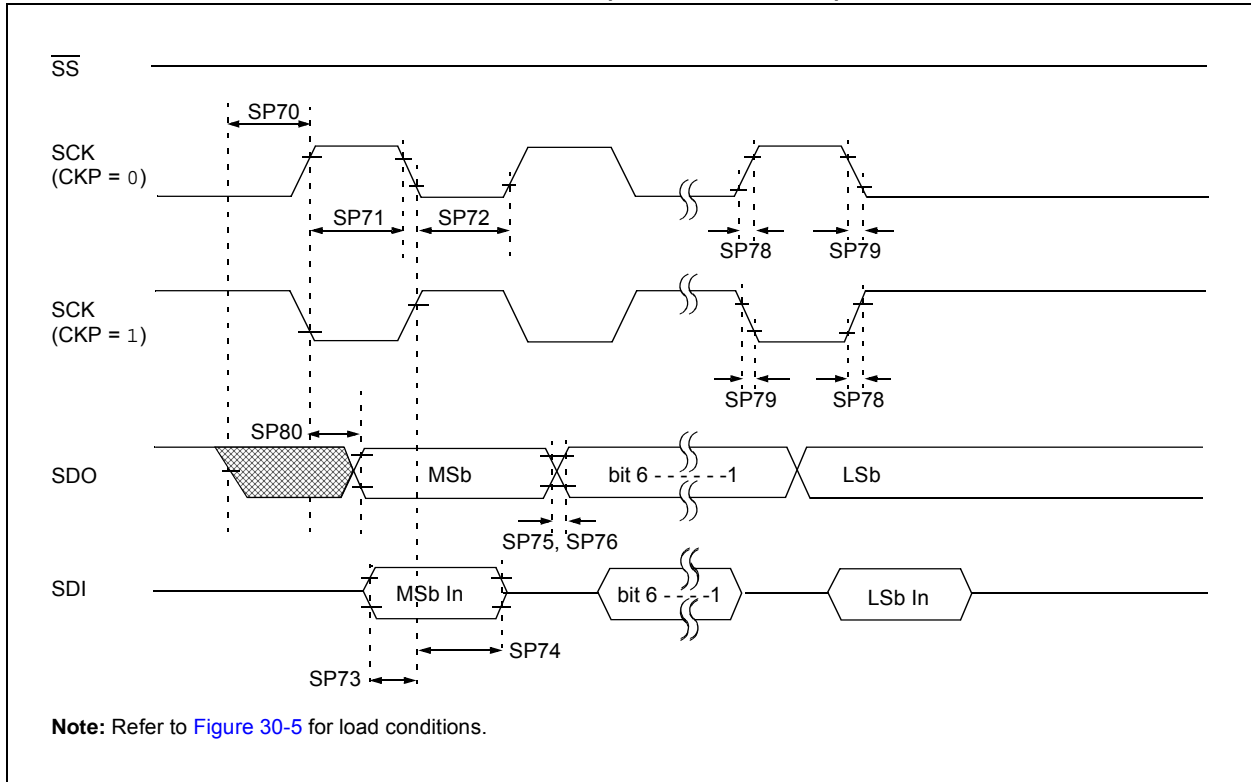 SS
SP70
SCK
(CKP = 0)
SP71
SP72
SP78
SP79
SCK
(CKP = 1)
SP79
SP78
SP80
SDO
MSb
bit 6 - - - - - -1
LSb
SP75, SP76
SDI
MSb In
bit 6 - - - -1
LSb In
SP74
SP73
Note: Refer to Figure 30-5 for load conditions.